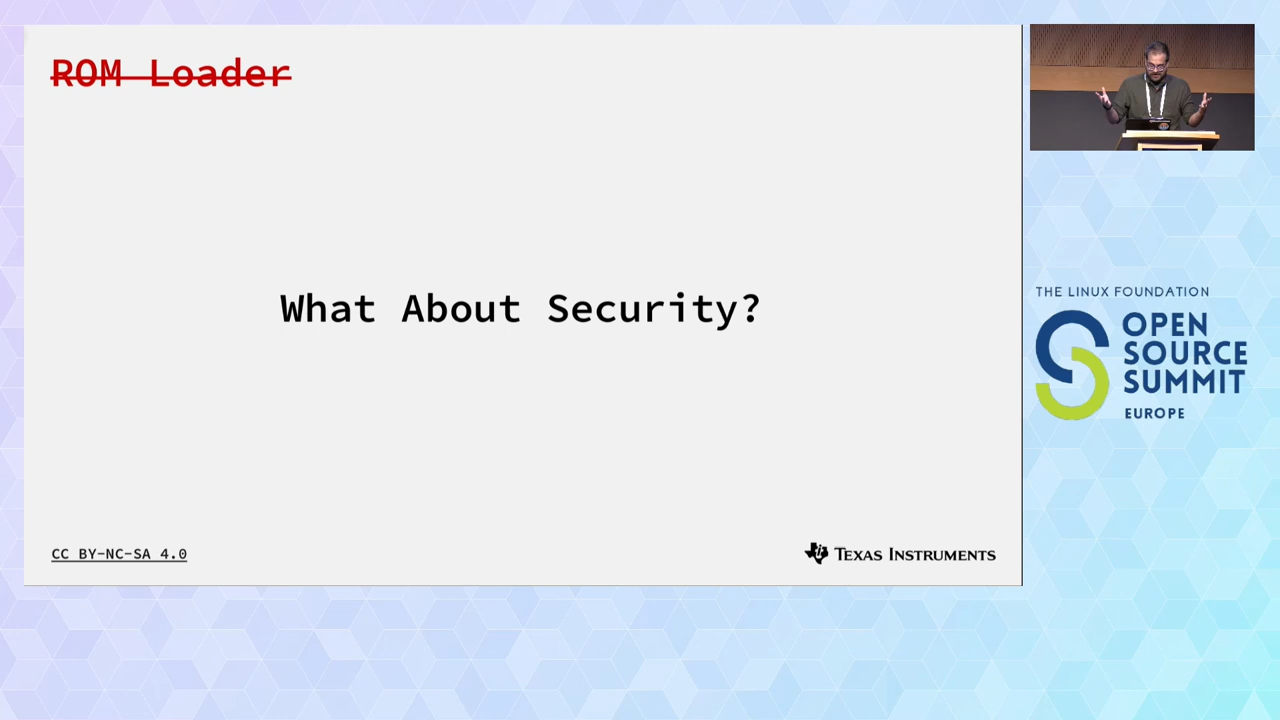 ROM Loader
What About Security?
CC BY-NC-SA 4.0
TEXAS INSTRUMENTS
THE LINUX FOUNDATION
OPEN
SOURCE
SUMMIT
EUROPE